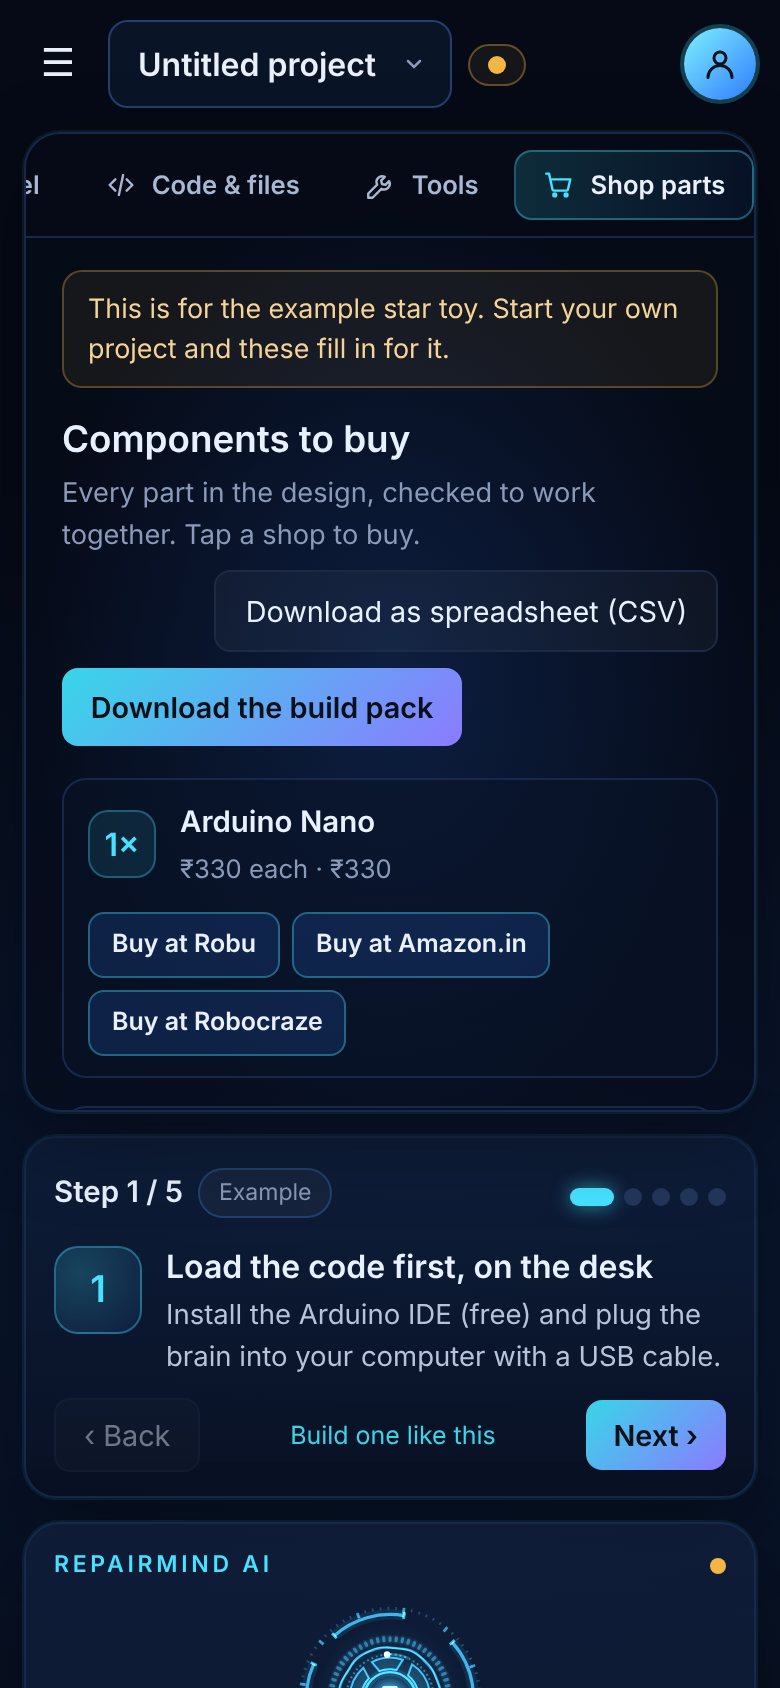 Untitled project
el
Code & files
Tools
Shop parts
This is for the example star toy. Start your own
project and these fill in for it.
Components to buy
Every part in the design, checked to work
together. Tap a shop to buy.
Download as spreadsheet (CSV)
Download the build pack
1×
Arduino Nano
₹330 each · ₹330
Buy at Robu
Buy at Amazon.in
Buy at Robocraze
Step 1 / 5
Example
1
Load the code first, on the desk
Install the Arduino IDE (free) and plug the
brain into your computer with a USB cable.
‹ Back
Build one like this
Next ›
REPAIRMIND AI